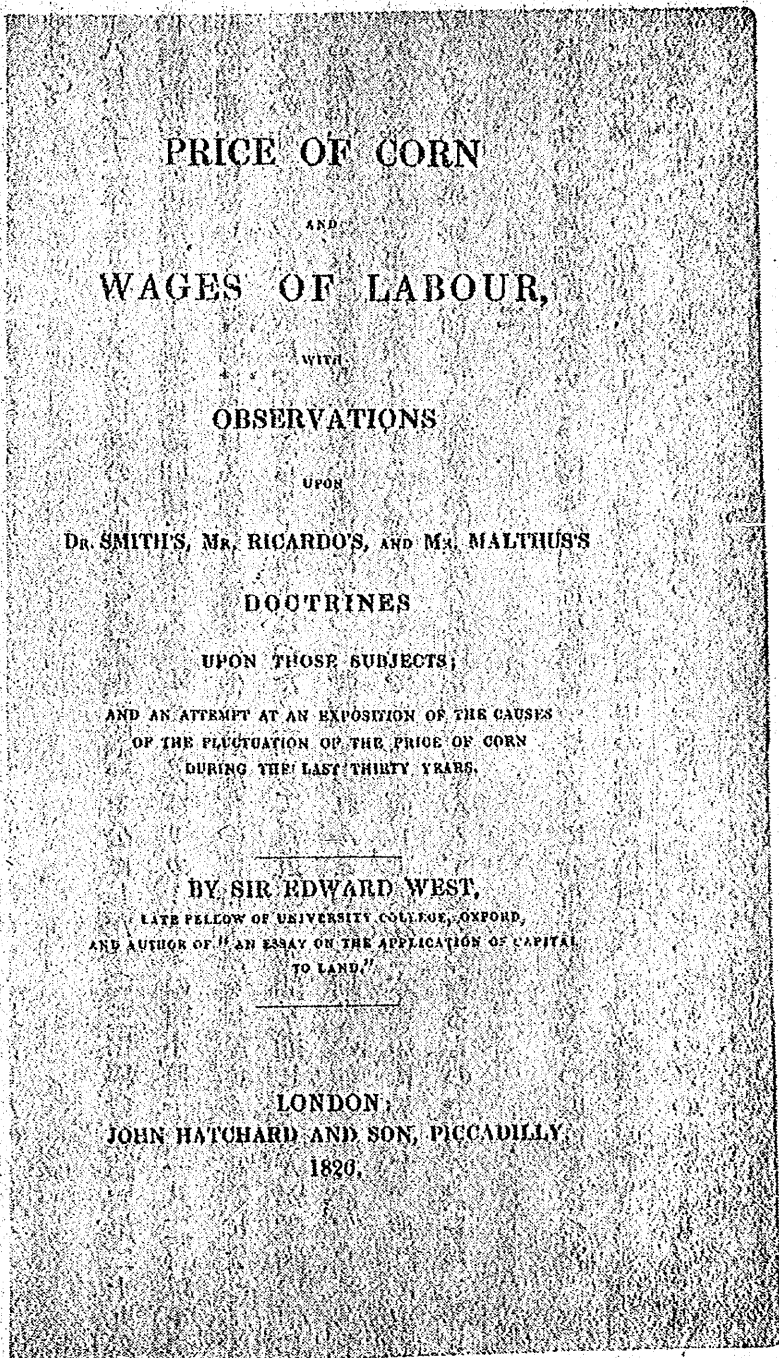 PRICE OF CORN
AND
WAGES OF LABOUR,
WITH
OBSERVATIONS
UPON
DR. SMITH'S, MR. RICARDO'S, AND MR. MALTHUS'S
DOCTRINES
UPON THOSE SUBJECTS;
AND AN ATTEMPT AT AN EXPOSITION OF THE CAUSES
OF THE FLUCTUATION OF THE PRICE OF CORN
DURING THE LAST THIRTY YEARS.
BY SIR EDWARD WEST,
LATE FELLOW OF UNIVERSITY COLLEGE, OXFORD,
AND AUTHOR OF "AN ESSAY ON THE APPLICATION OF CAPITAL
TO LAND."
LONDON:
JOHN HATCHARD AND SON, PICCADILLY.
1826.